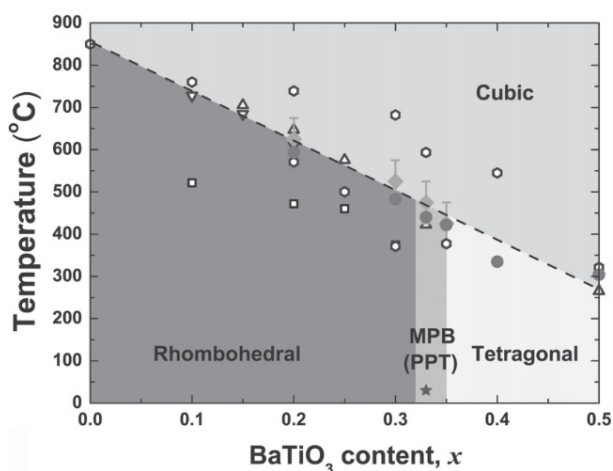 900
800
700
600
500
400
300
200
100
0
Temperature (°C)
Cubic
Rhombohedral
MPB
(PPT)
Tetragonal
0.0 0.1 0.2 0.3 0.4 0.5
BaTiO₃ content, x